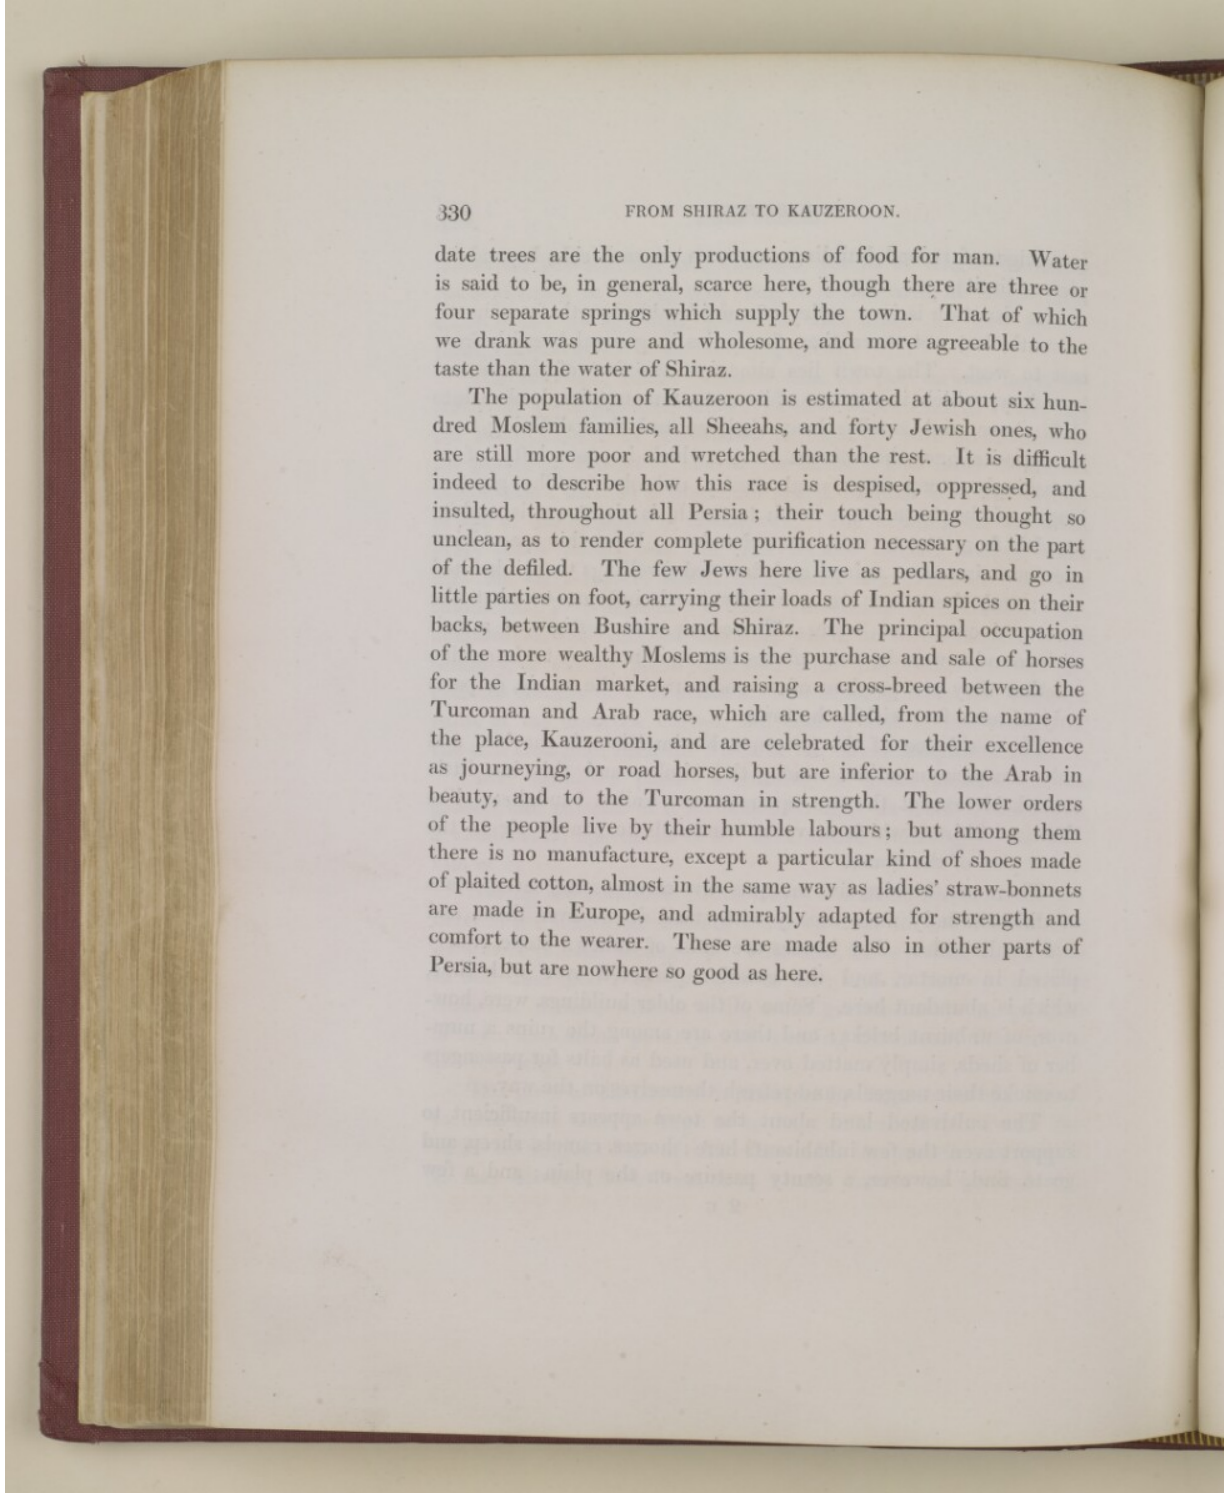 330 FROM SHIRAZ TO KAUZEROON.
date trees are the only productions of food for man. Water
is said to be, in general, scarce here, though there are three or
four separate springs which supply the town. That of which
we drank was pure and wholesome, and more agreeable to the
taste than the water of Shiraz.
The population of Kauzeroon is estimated at about six hun-
dred Moslem families, all Sheeahs, and forty Jewish ones, who
are still more poor and wretched than the rest. It is difficult
indeed to describe how this race is despised, oppressed, and
insulted, throughout all Persia; their touch being thought so
unclean, as to render complete purification necessary on the part
of the defiled. The few Jews here live as pedlars, and go in
little parties on foot, carrying their loads of Indian spices on their
backs, between Bushire and Shiraz. The principal occupation
of the more wealthy Moslems is the purchase and sale of horses
for the Indian market, and raising a cross-breed between the
Turcoman and Arab race, which are called, from the name of
the place, Kauzerooni, and are celebrated for their excellence
as journeying, or road horses, but are inferior to the Arab in
beauty, and to the Turcoman in strength. The lower orders
of the people live by their humble labours; but among them
there is no manufacture, except a particular kind of shoes made
of plaited cotton, almost in the same way as ladies' straw-bonnets
are made in Europe, and admirably adapted for strength and
comfort to the wearer. These are made also in other parts of
Persia, but are nowhere so good as here.